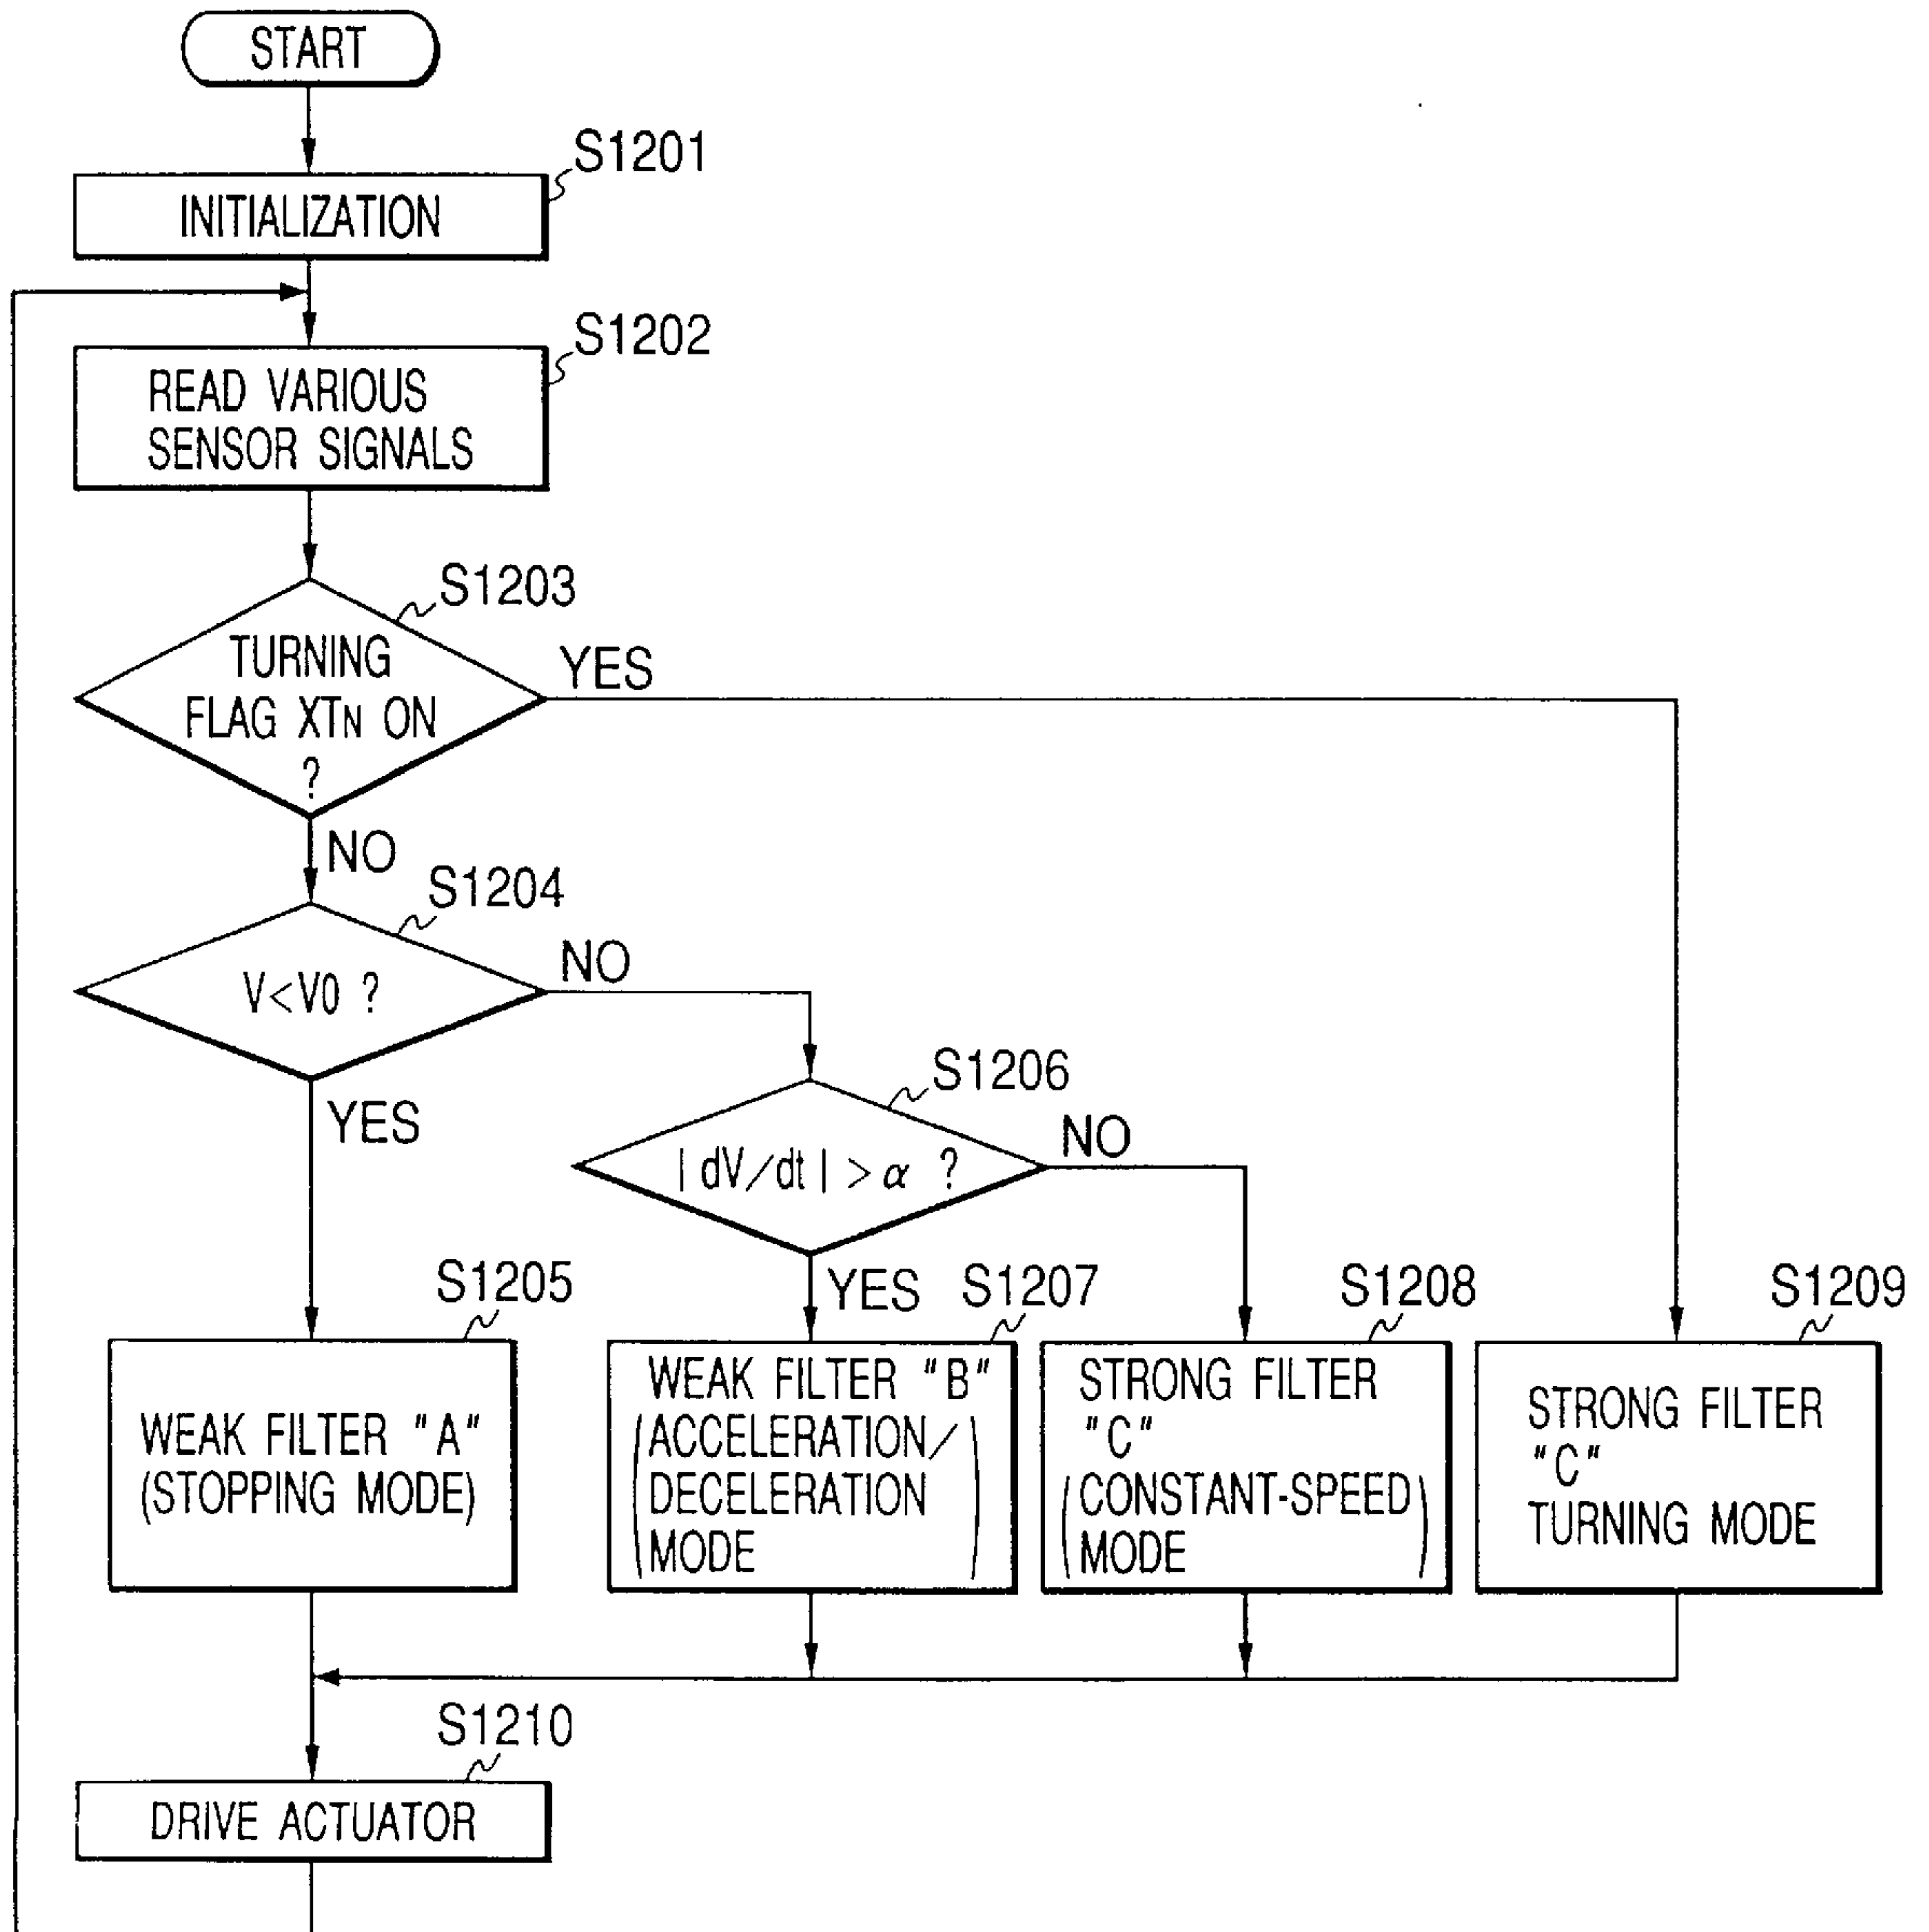 START
S1201
INITIALIZATION
S1202
READ VARIOUS
SENSOR SIGNALS
S1203
TURNING
FLAG XTN ON
?
YES
NO
S1204
V<V0 ?
NO
YES
S1206
| dV/dt | > α ?
NO
YES
S1205
WEAK FILTER "A"
(STOPPING MODE)
S1207
WEAK FILTER "B"
(ACCELERATION/
DECELERATION
MODE)
S1208
STRONG FILTER
"C"
(CONSTANT-SPEED
MODE)
S1209
STRONG FILTER
"C"
TURNING MODE
S1210
DRIVE ACTUATOR